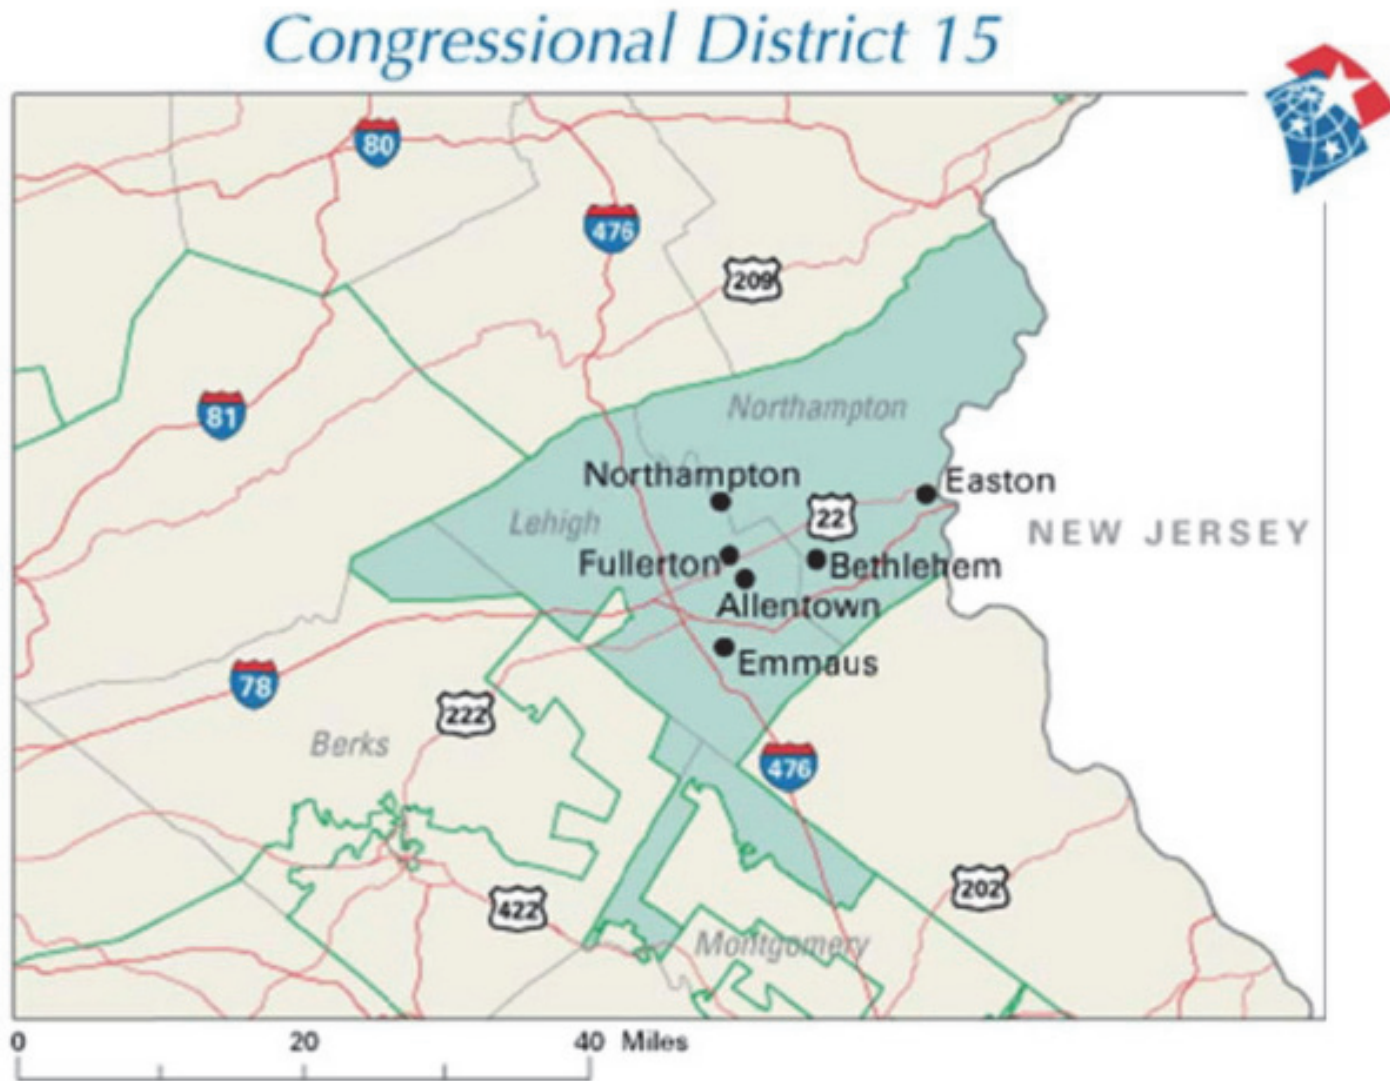 Congressional District 15
80
476
209
81
Northampton
Northampton
Easton
22
Lehigh
NEW JERSEY
Fullerton
Bethlehem
Allentown
Emmaus
78
222
Berks
476
202
422
Montgomery
0 20 40 Miles